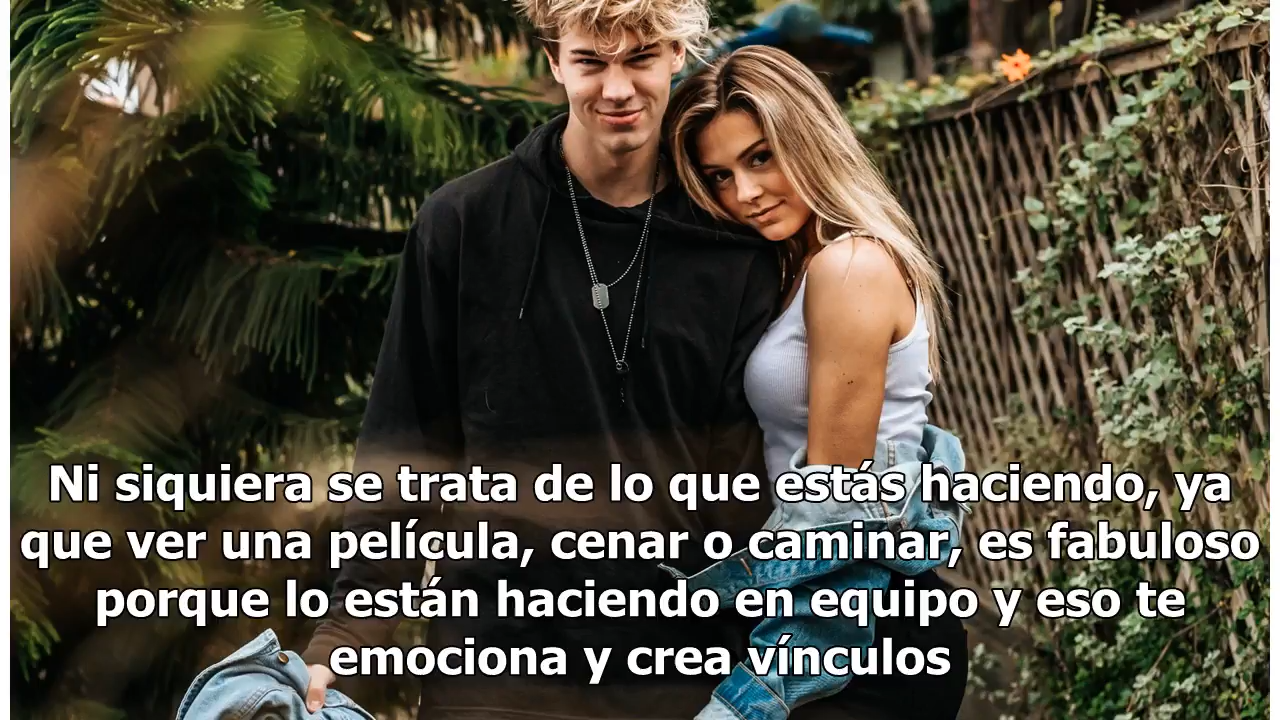 Ni siquiera se trata de lo que estás haciendo, ya
que ver una película, cenar o caminar, es fabuloso
porque lo están haciendo en equipo y eso te
emociona y crea vínculos